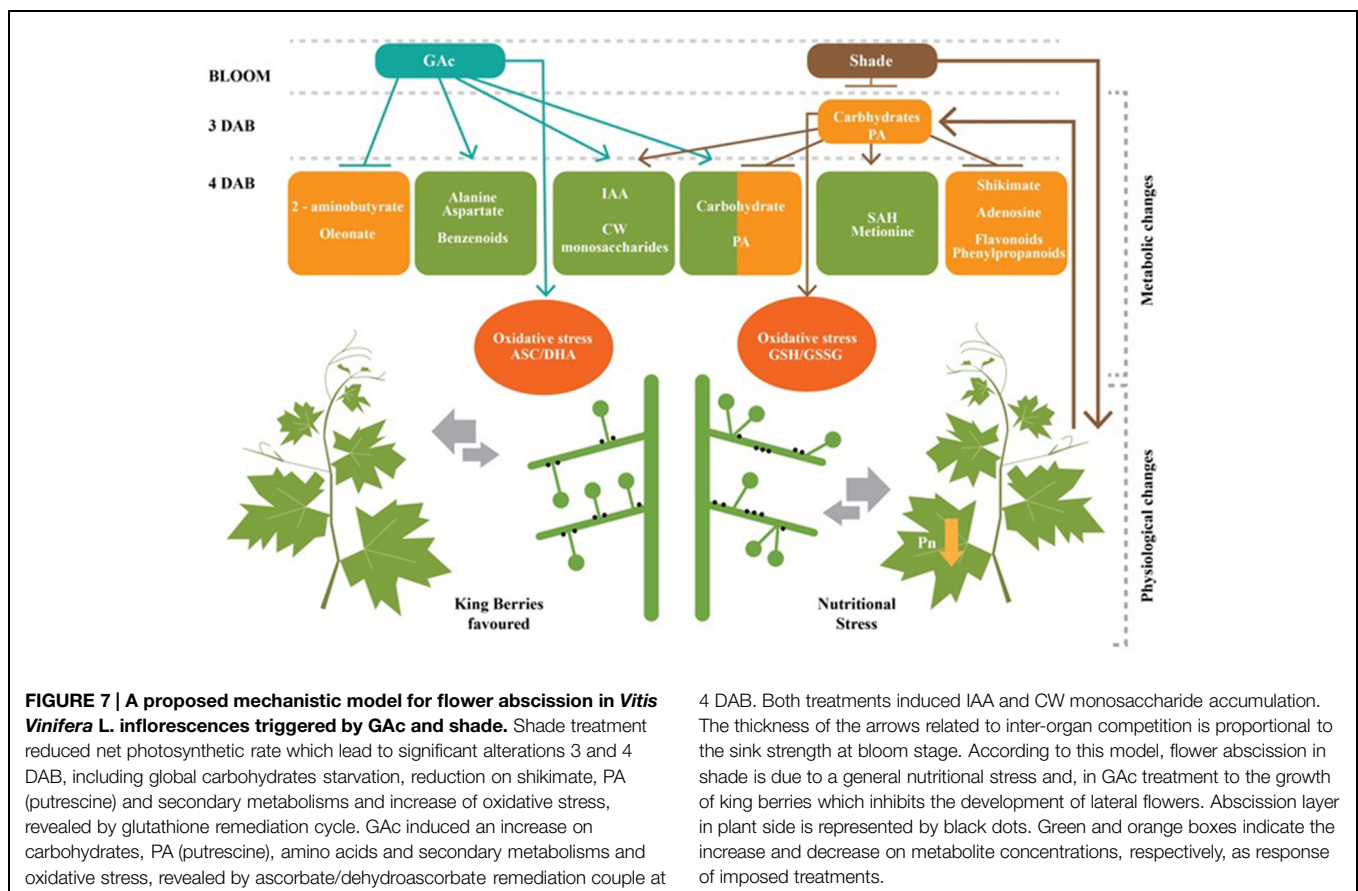 GAc
Shade
BLOOM
3 DAB
Carbhydrates
PA
4 DAB
2 - aminobutyrate
Oleonate
Alanine
Aspartate
Benzenoids
IAA
CW
monosaccharides
Carbohydrate
PA
SAH
Metionine
Shikimate
Adenosine
Flavonoids
Phenylpropanoids
Metabolic changes
Oxidative stress
ASC/DHA
Oxidative stress
GSH/GSSG
Pn
Physiological changes
King Berries
favoured
Nutritional
Stress
FIGURE 7 | A proposed mechanistic model for flower abscission in Vitis
Vinifera L. inflorescences triggered by GAc and shade. Shade treatment
reduced net photosynthetic rate which lead to significant alterations 3 and 4
DAB, including global carbohydrates starvation, reduction on shikimate, PA
(putrescine) and secondary metabolisms and increase of oxidative stress,
revealed by glutathione remediation cycle. GAc induced an increase on
carbohydrates, PA (putrescine), amino acids and secondary metabolisms and
oxidative stress, revealed by ascorbate/dehydroascorbate remediation couple at
4 DAB. Both treatments induced IAA and CW monosaccharide accumulation.
The thickness of the arrows related to inter-organ competition is proportional to
the sink strength at bloom stage. According to this model, flower abscission in
shade is due to a general nutritional stress and, in GAc treatment to the growth
of king berries which inhibits the development of lateral flowers. Abscission layer
in plant side is represented by black dots. Green and orange boxes indicate the
increase and decrease on metabolite concentrations, respectively, as response
of imposed treatments.